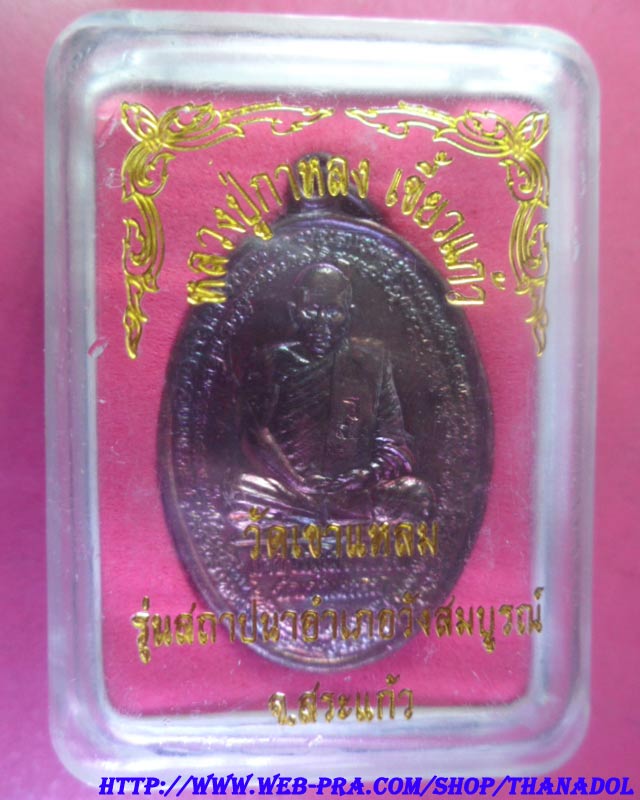 หลวงปู่กาหลง เขี้ยวแก้ว
วัดเขาแหลม
รุ่นสถาปนาอำเภอวังสมบูรณ์
จ.สระแก้ว
HTTP://WWW.WEB-PRA.COM/SHOP/THANADOL